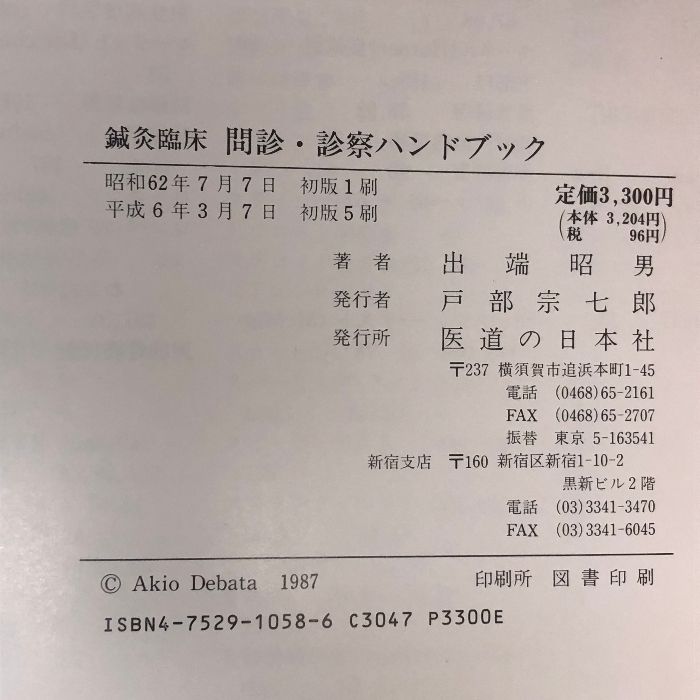 鍼灸臨床 問診・診察ハンドブック
昭和62年7月7日 初版1刷
平成6年3月7日 初版5刷
定価3,300円
(本体 3,204円
税 96円)
著者 出端昭男
発行者 戸部宗七郎
発行所 医道の日本社
〒237 横須賀市追浜本町1-45
電話 (0468)65-2161
FAX (0468)65-2707
振替 東京 5-163541
新宿支店 〒160 新宿区新宿1-10-2
黒新ビル2階
電話 (03)3341-3470
FAX (03)3341-6045
© Akio Debata 1987 印刷所 図書印刷
ISBN4-7529-1058-6 C3047 P3300E